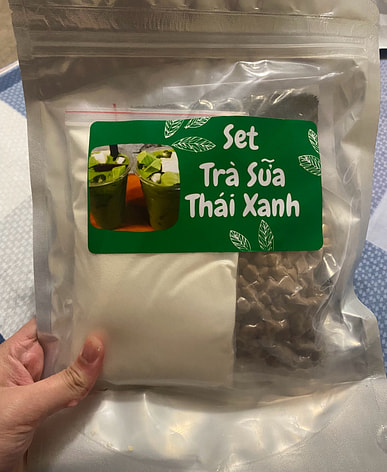 Set
Trà Sữa
Thái Xanh